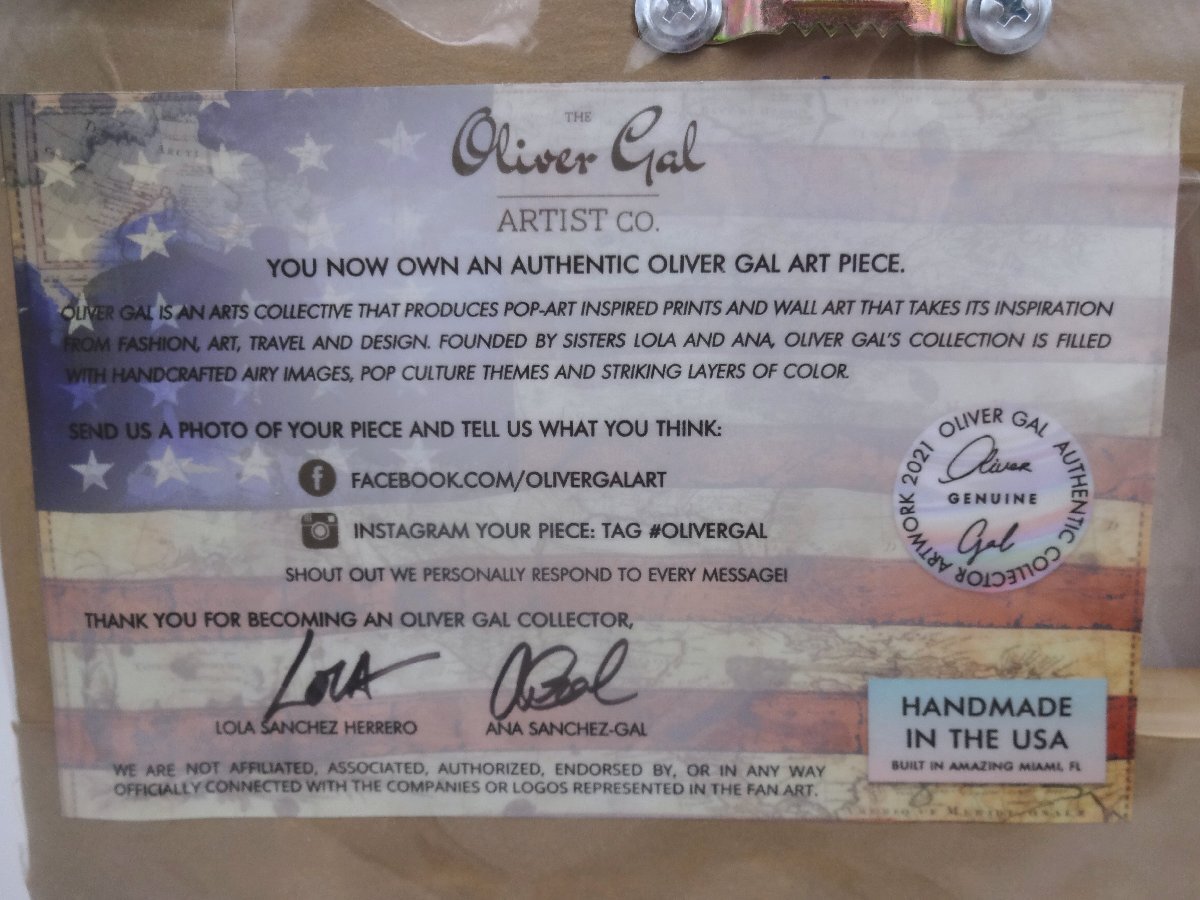 THE
Oliver Gal
ARTIST CO.
YOU NOW OWN AN AUTHENTIC OLIVER GAL ART PIECE.
OLIVER GAL IS AN ARTS COLLECTIVE THAT PRODUCES POP-ART INSPIRED PRINTS AND WALL ART THAT TAKES ITS INSPIRATION
FROM FASHION, ART, TRAVEL AND DESIGN. FOUNDED BY SISTERS LOLA AND ANA, OLIVER GAL'S COLLECTION IS FILLED
WITH HANDCRAFTED AIRY IMAGES, POP CULTURE THEMES AND STRIKING LAYERS OF COLOR.
SEND US A PHOTO OF YOUR PIECE AND TELL US WHAT YOU THINK:
f FACEBOOK.COM/OLIVERGALART
INSTAGRAM YOUR PIECE: TAG #OLIVERGAL
SHOUT OUT WE PERSONALLY RESPOND TO EVERY MESSAGE!
OLIVER GAL AUTHENTIC COLLECTOR ARTWORK 2021
Oliver
GENUINE
Gal
THANK YOU FOR BECOMING AN OLIVER GAL COLLECTOR,
LOLA
LOLA SANCHEZ HERRERO ANA SANCHEZ-GAL
HANDMADE
IN THE USA
BUILT IN AMAZING MIAMI, FL
WE ARE NOT AFFILIATED, ASSOCIATED, AUTHORIZED, ENDORSED BY, OR IN ANY WAY
OFFICIALLY CONNECTED WITH THE COMPANIES OR LOGOS REPRESENTED IN THE FAN ART.